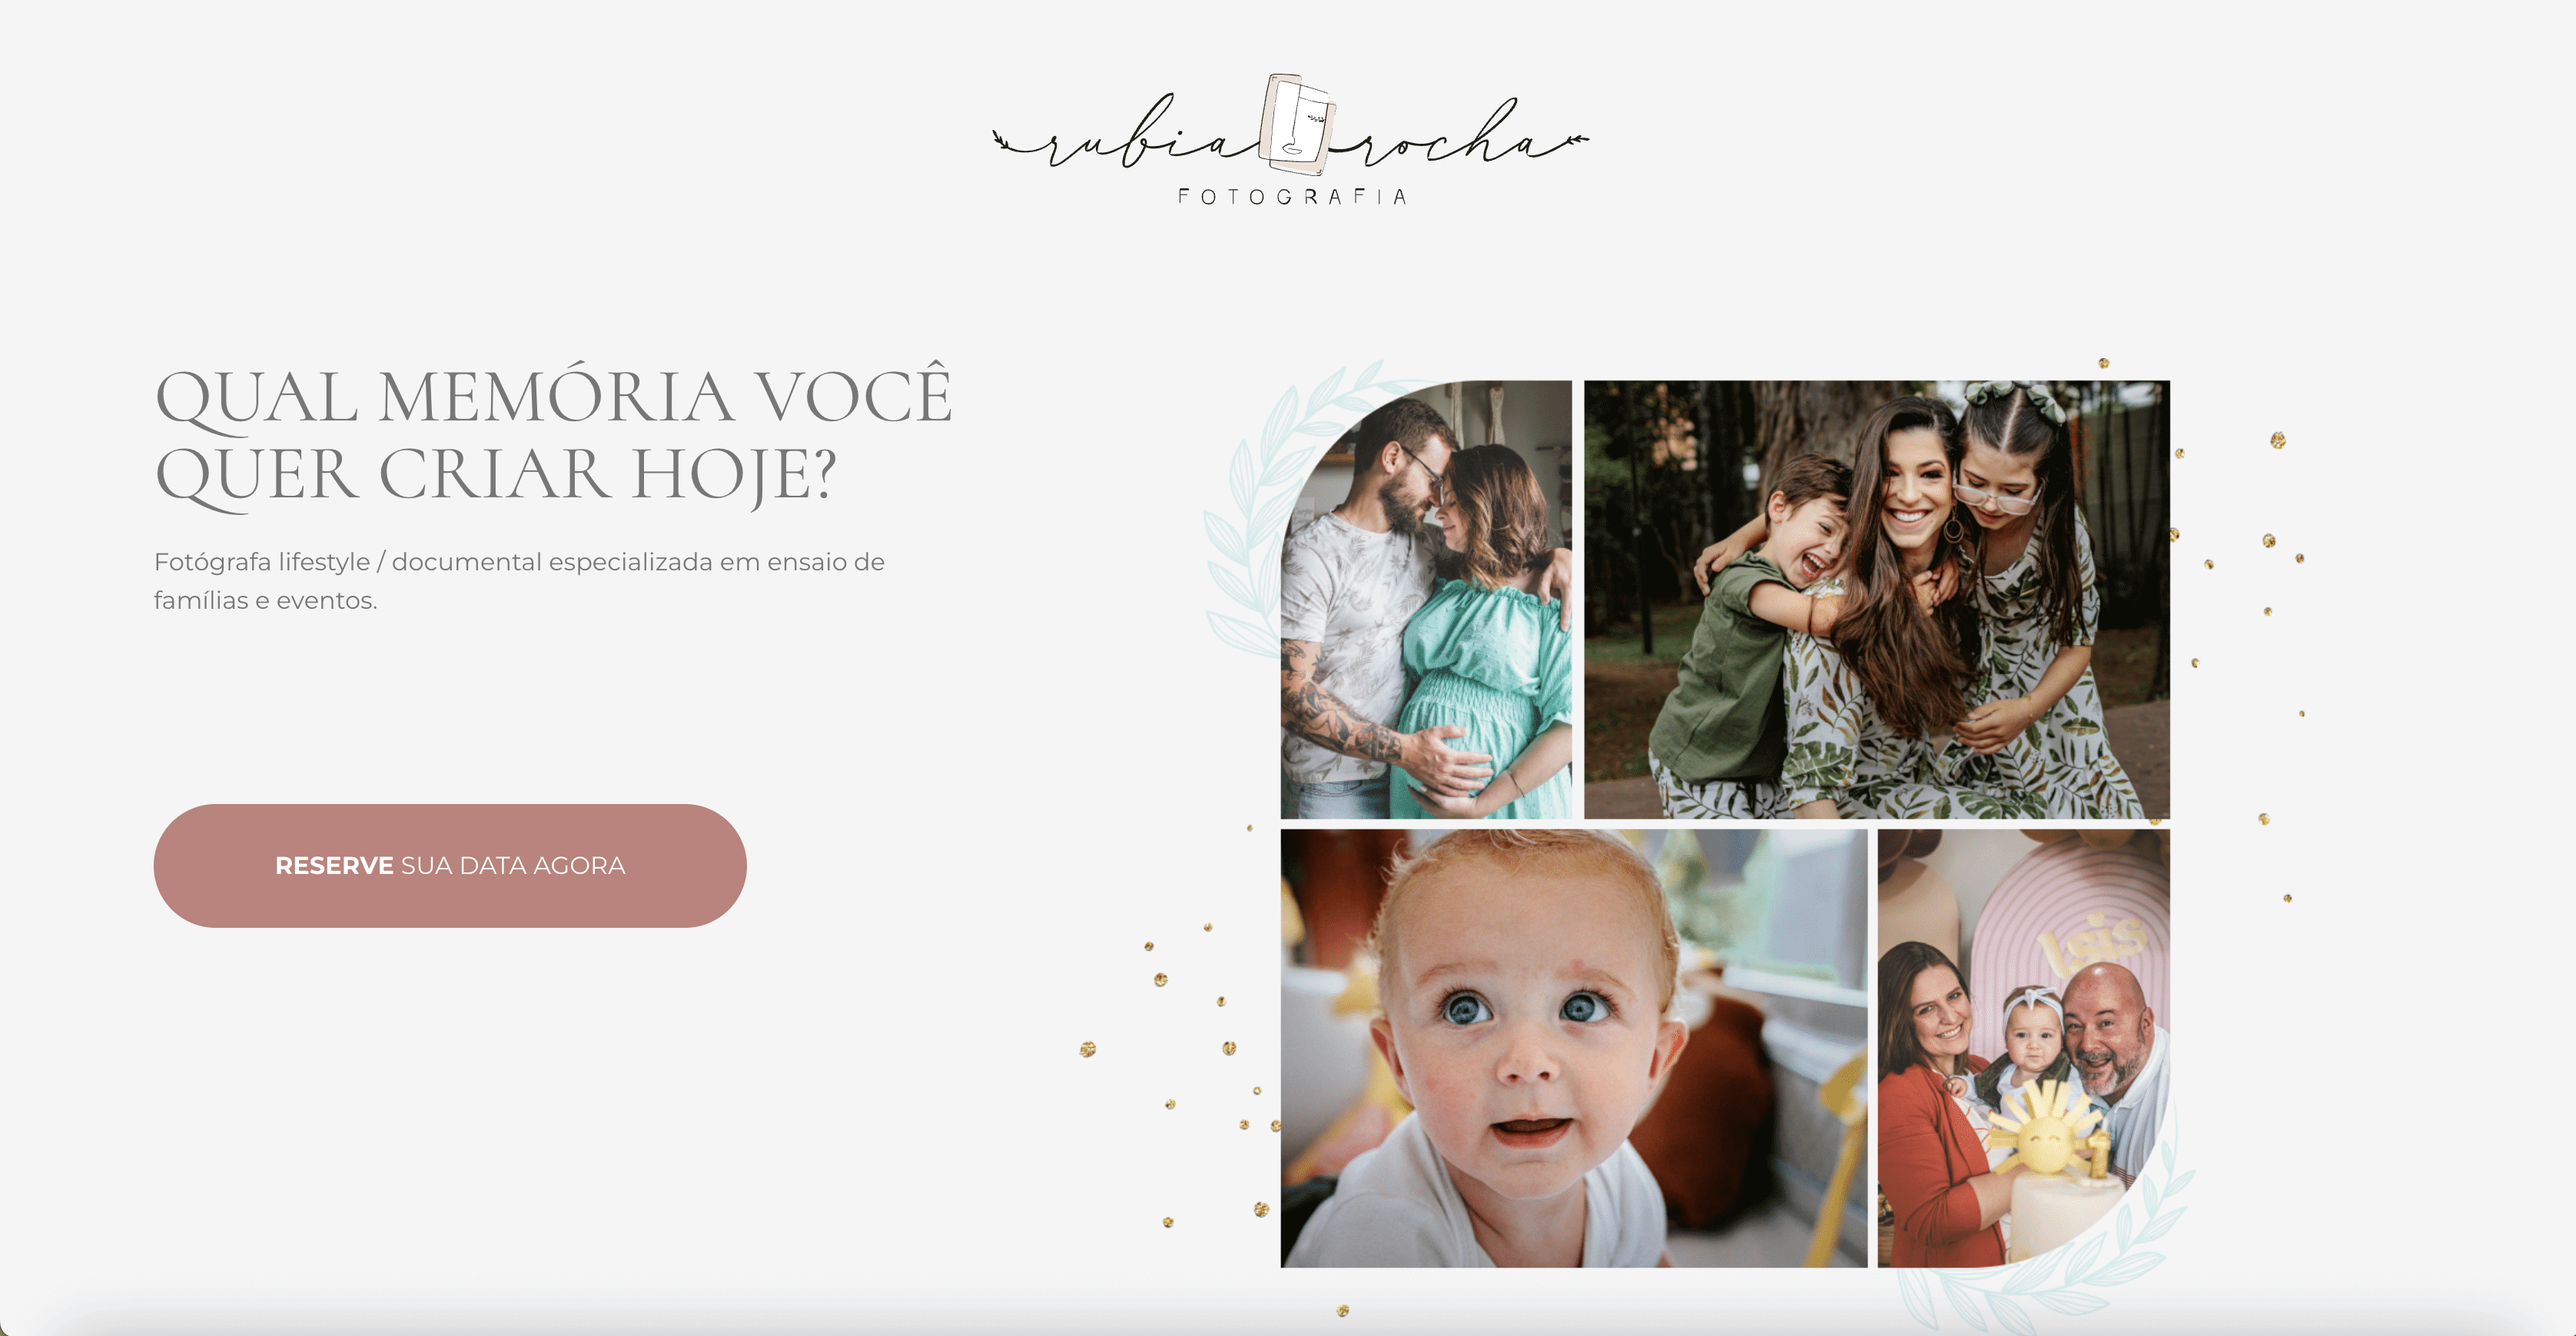 rubia rocha
FOTOGRAFIA
QUAL MEMÓRIA VOCÊ
QUER CRIAR HOJE?
Fotógrafa lifestyle / documental especializada em ensaio de
famílias e eventos.
RESERVE SUA DATA AGORA